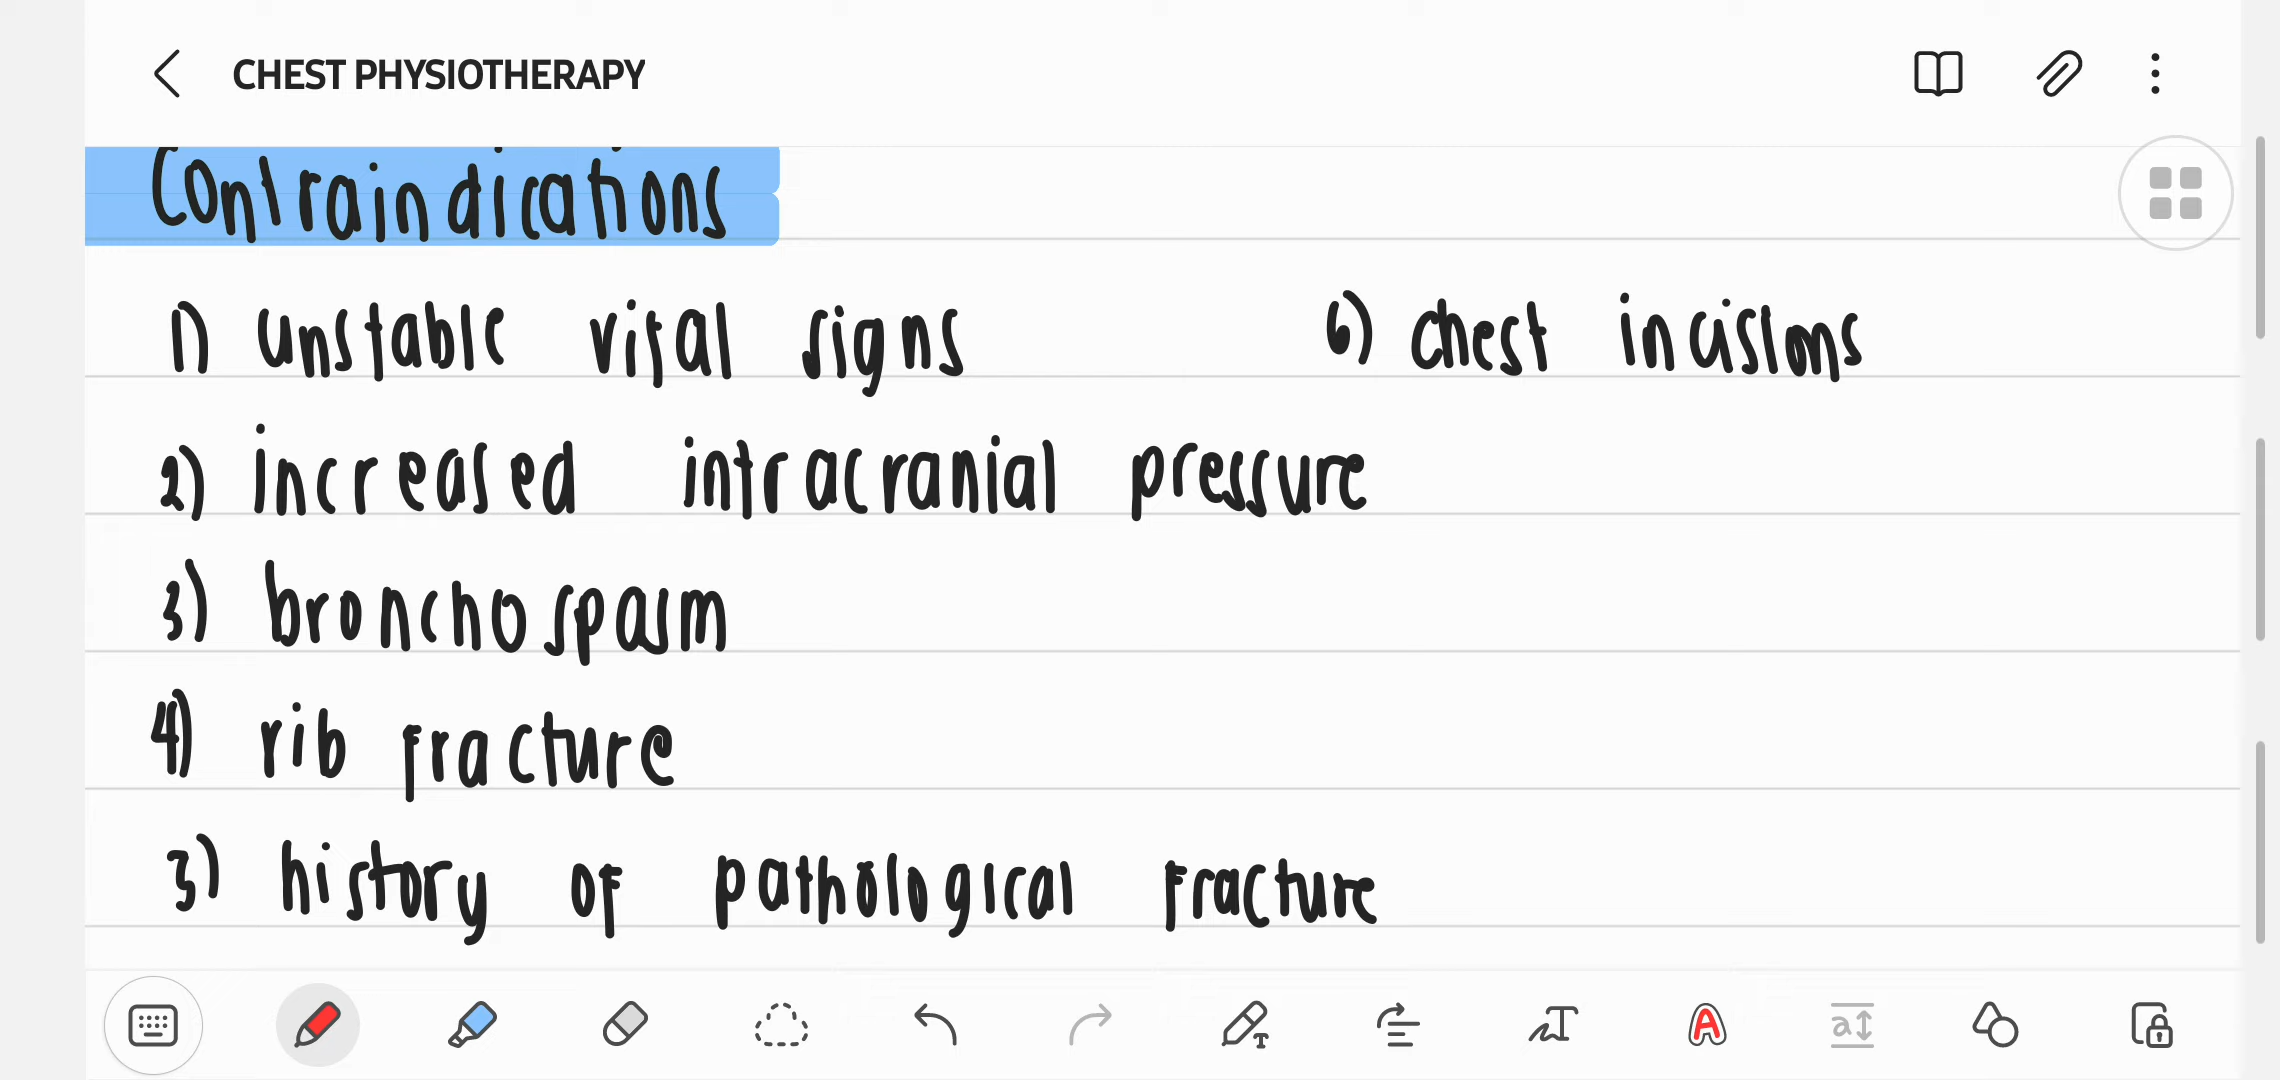 CHEST PHYSIOTHERAPY
Contraindications
1) unstable vital signs
2) increased intracranial pressure
3) bronchospasm
4) rib fracture
5) history of pathological fracture
6) chest incisions